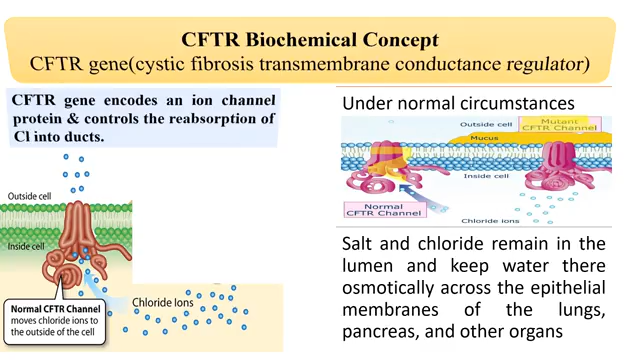 CFTR Biochemical Concept
CFTR gene(cystic fibrosis transmembrane conductance regulator)
CFTR gene encodes an ion channel
protein & controls the reabsorption of
Cl into ducts.
Outside cell
Inside cell
Normal CFTR Channel
moves chloride ions to
the outside of the cell
Chloride Ions
Under normal circumstances
Outside cell
Mutant
CFTR Channel
Mucus
Inside cell
Normal
CFTR Channel
Chloride ions
Salt and chloride remain in the
lumen and keep water there
osmotically across the epithelial
membranes of the lungs,
pancreas, and other organs